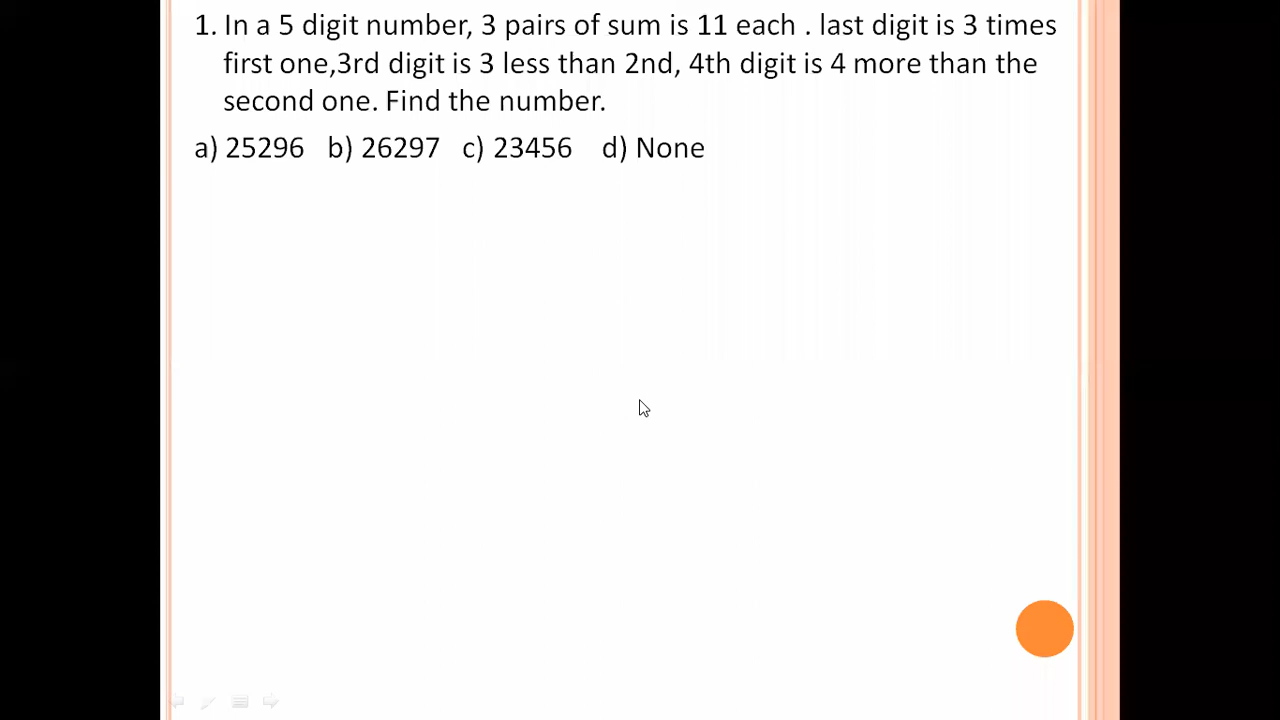 1. In a 5 digit number, 3 pairs of sum is 11 each . last digit is 3 times
first one,3rd digit is 3 less than 2nd, 4th digit is 4 more than the
second one. Find the number.
a) 25296 b) 26297 c) 23456 d) None